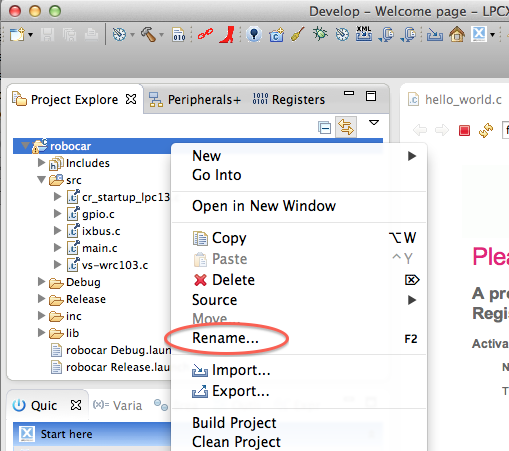 Develop - Welcome page - LPCX
Project Explore
Peripherals+
Registers
hello_world.c
robocar
Includes
src
cr_startup_lpc13
gpio.c
ixbus.c
main.c
vs-wrc103.c
Debug
Release
inc
lib
robocar Debug.laun
robocar Release.laun
New
Go Into
Open in New Window
Copy ⌥W
Paste ^Y
Delete ⌦
Source
Move...
Rename... F2
Import...
Export...
Build Project
Clean Project
Plea
A pre
Regis
Activa
N
T
Quic
(x)= Varia
Start here